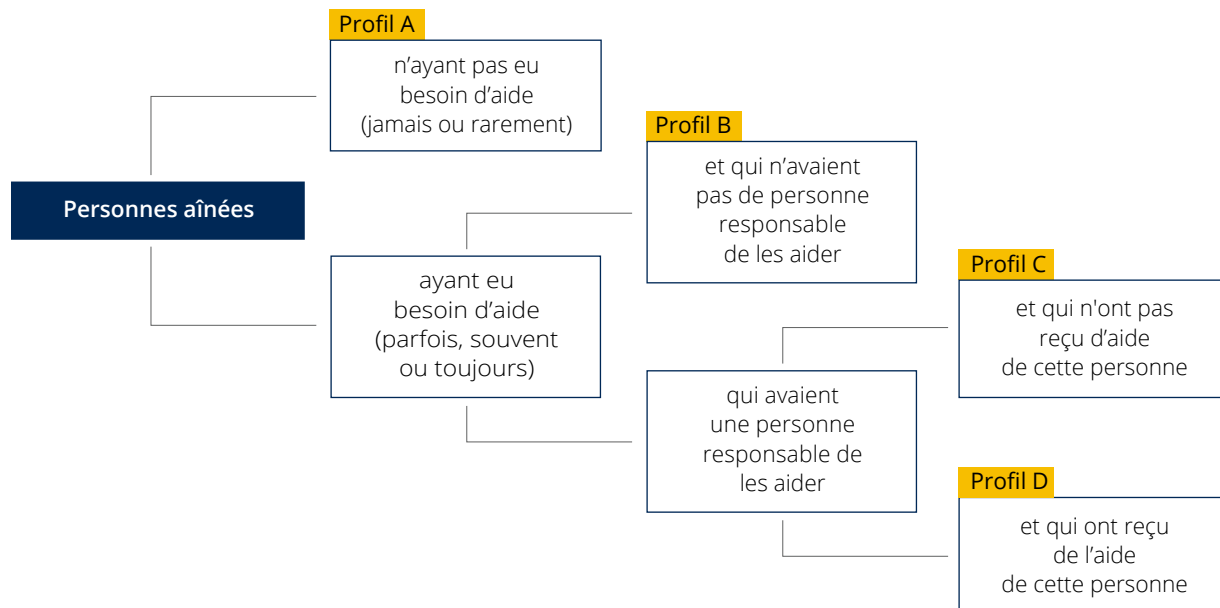 Profil A
n’ayant pas eu
besoin d’aide
(jamais ou rarement)
Personnes aînées
ayant eu
besoin d’aide
(parfois, souvent
ou toujours)
Profil B
et qui n’avaient
pas de personne
responsable
de les aider
qui avaient
une personne
responsable de
les aider
Profil C
et qui n'ont pas
reçu d’aide
de cette personne
Profil D
et qui ont reçu
de l’aide
de cette personne